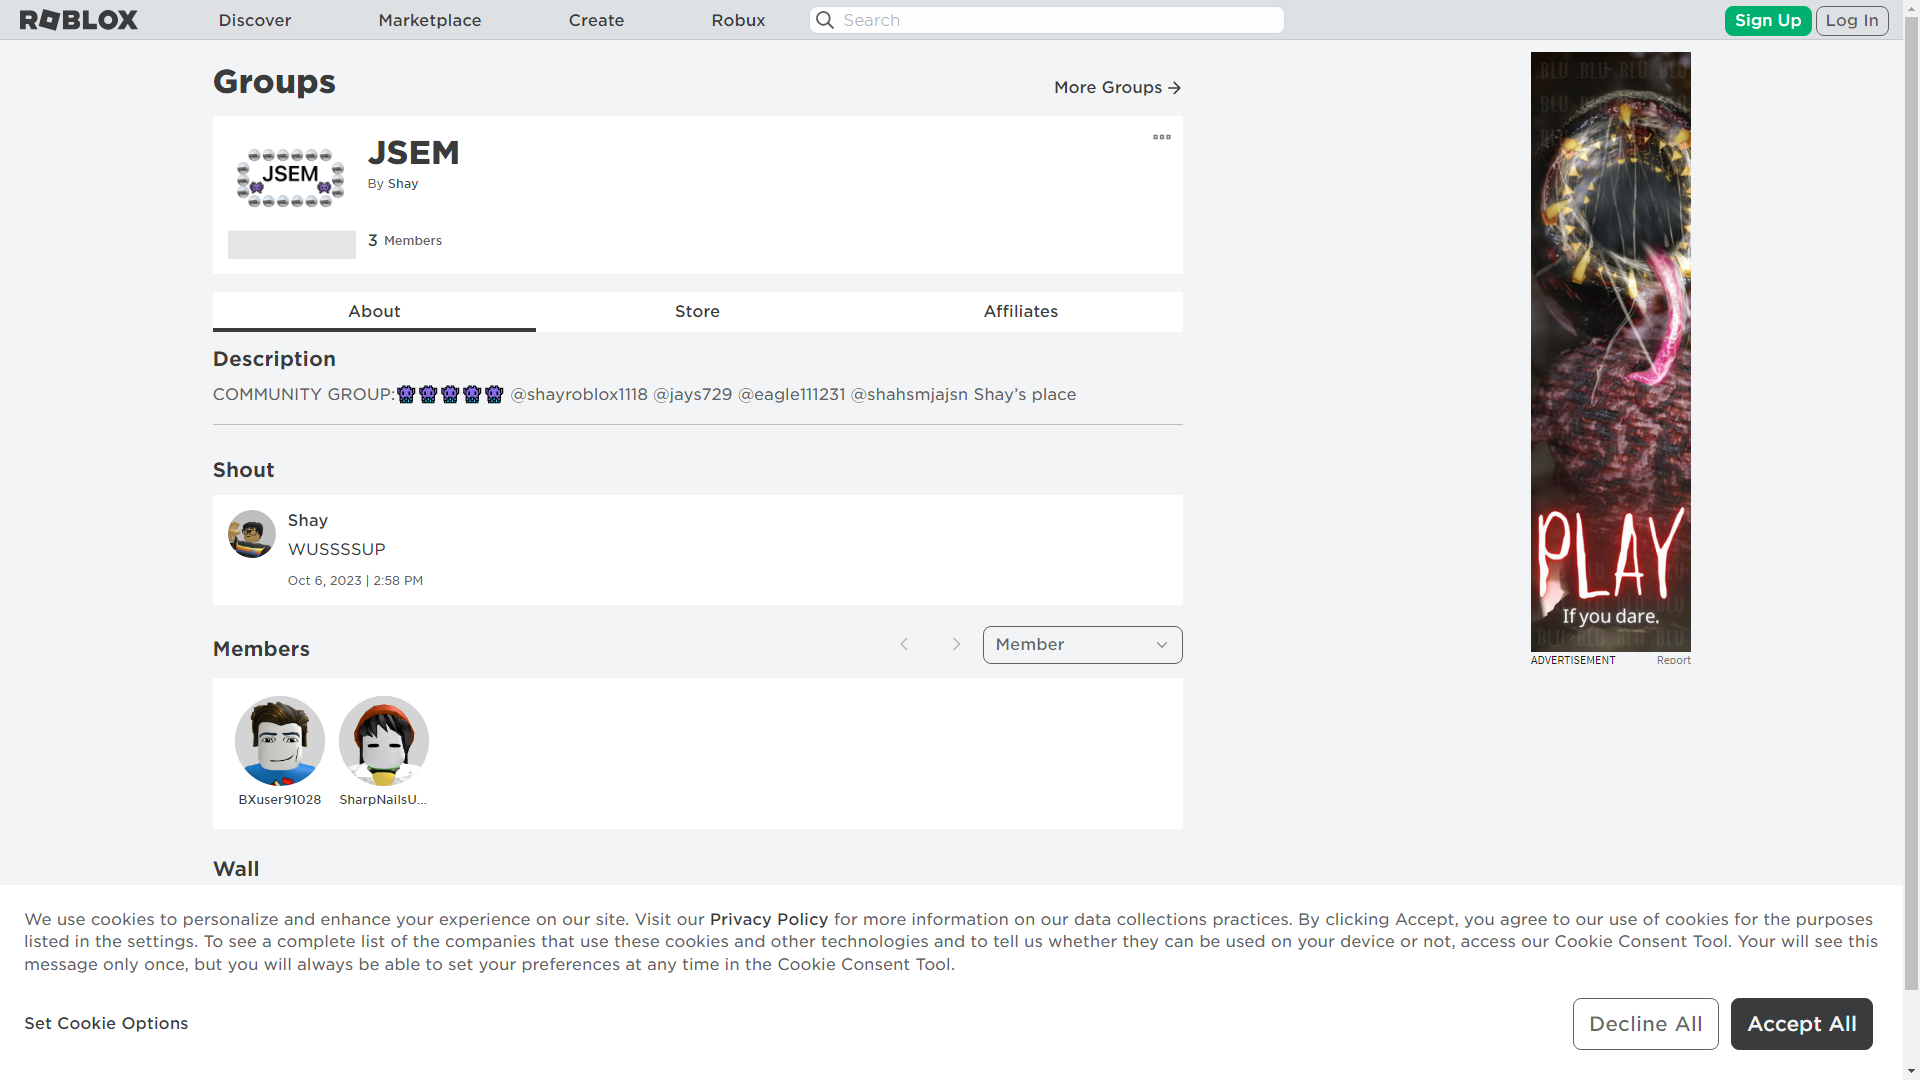 ROBLOX
Discover
Marketplace
Create
Robux
Search
Sign Up
Log In
Groups
More Groups
JSEM
JSEM
By Shay
3 Members
About
Store
Affiliates
Description
COMMUNITY GROUP: @shayroblox1118 @jays729 @eagle111231 @shahsmjajsn Shay’s place
Shout
Shay
WUSSSSUP
Oct 6, 2023 | 2:58 PM
Members
Member
BXuser91028
SharpNailsU...
Wall
PLAY
If you dare.
ADVERTISEMENT
Report
We use cookies to personalize and enhance your experience on our site. Visit our Privacy Policy for more information on our data collections practices. By clicking Accept, you agree to our use of cookies for the purposes
listed in the settings. To see a complete list of the companies that use these cookies and other technologies and to tell us whether they can be used on your device or not, access our Cookie Consent Tool. Your will see this
message only once, but you will always be able to set your preferences at any time in the Cookie Consent Tool.
Set Cookie Options
Decline All
Accept All